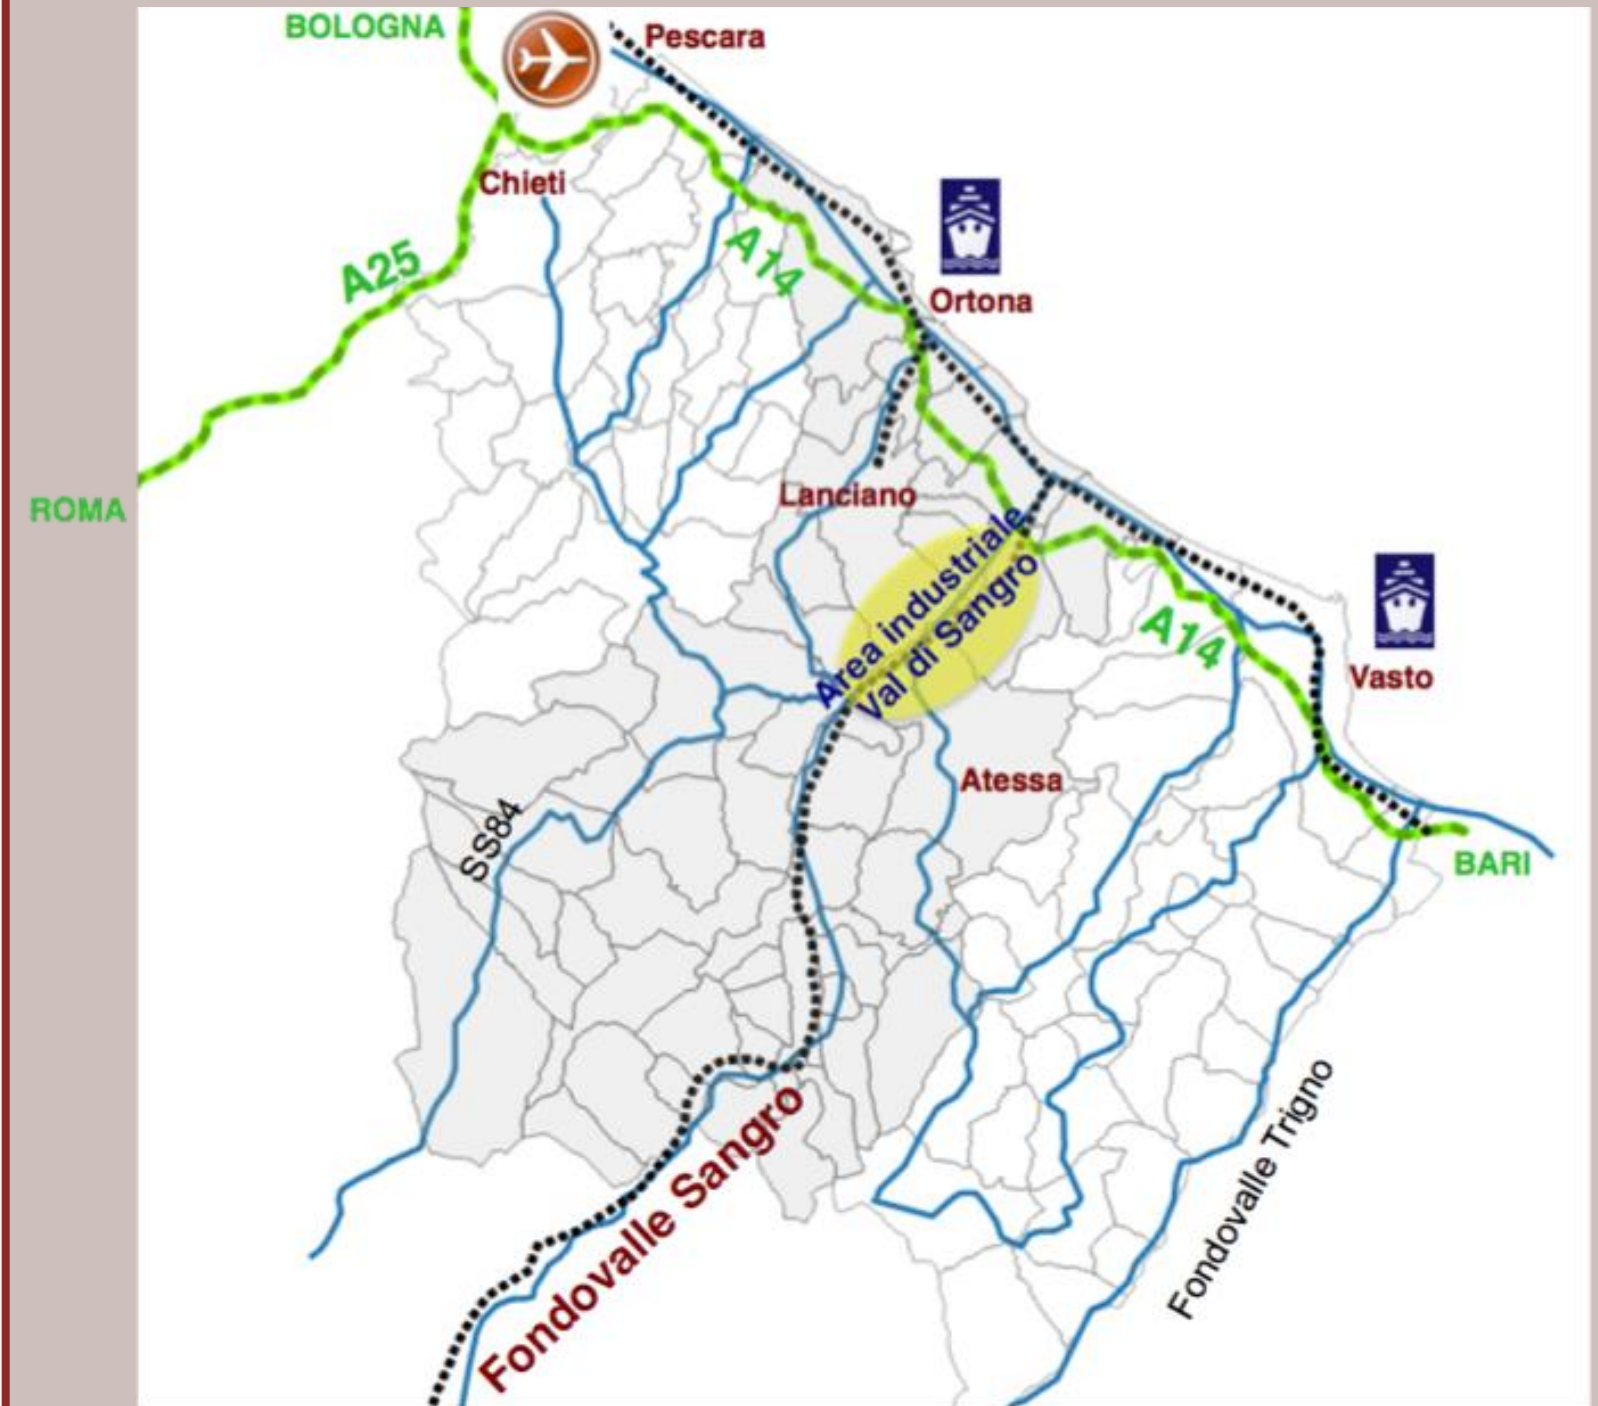 BOLOGNA
Pescara
Chieti
A25
A14
Ortona
ROMA
Lanciano
Area industriale
Val di Sangro
A14
Vasto
Atessa
SS84
BARI
Fondovalle Sangro
Fondovalle Trigno